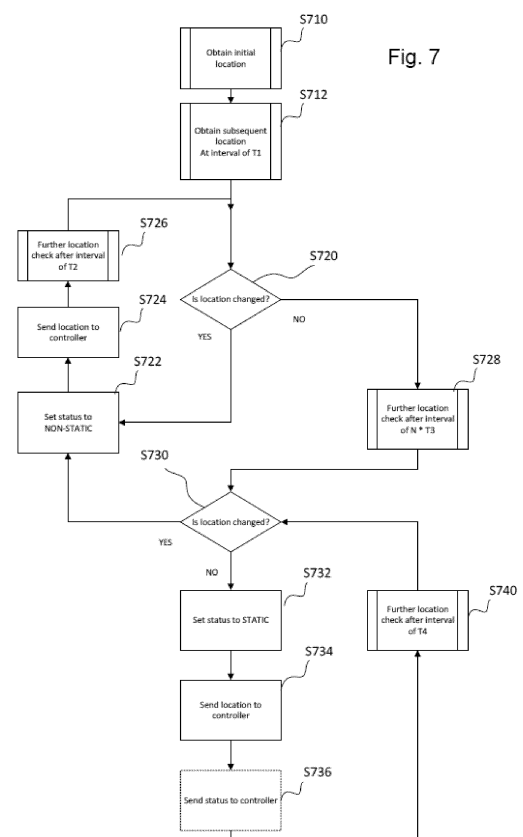 S710
Obtain initial
location
Fig. 7
S712
Obtain subsequent
location
At interval of T1
S726
Further location
check after interval
of T2
S720
Is location changed?
NO
YES
S724
Send location to
controller
S722
Set status to
NON-STATIC
S728
Further location
check after interval
of N * T3
S730
Is location changed?
YES
NO
S732
Set status to STATIC
S740
Further location
check after interval
of T4
S734
Send location to
controller
S736
Send status to controller